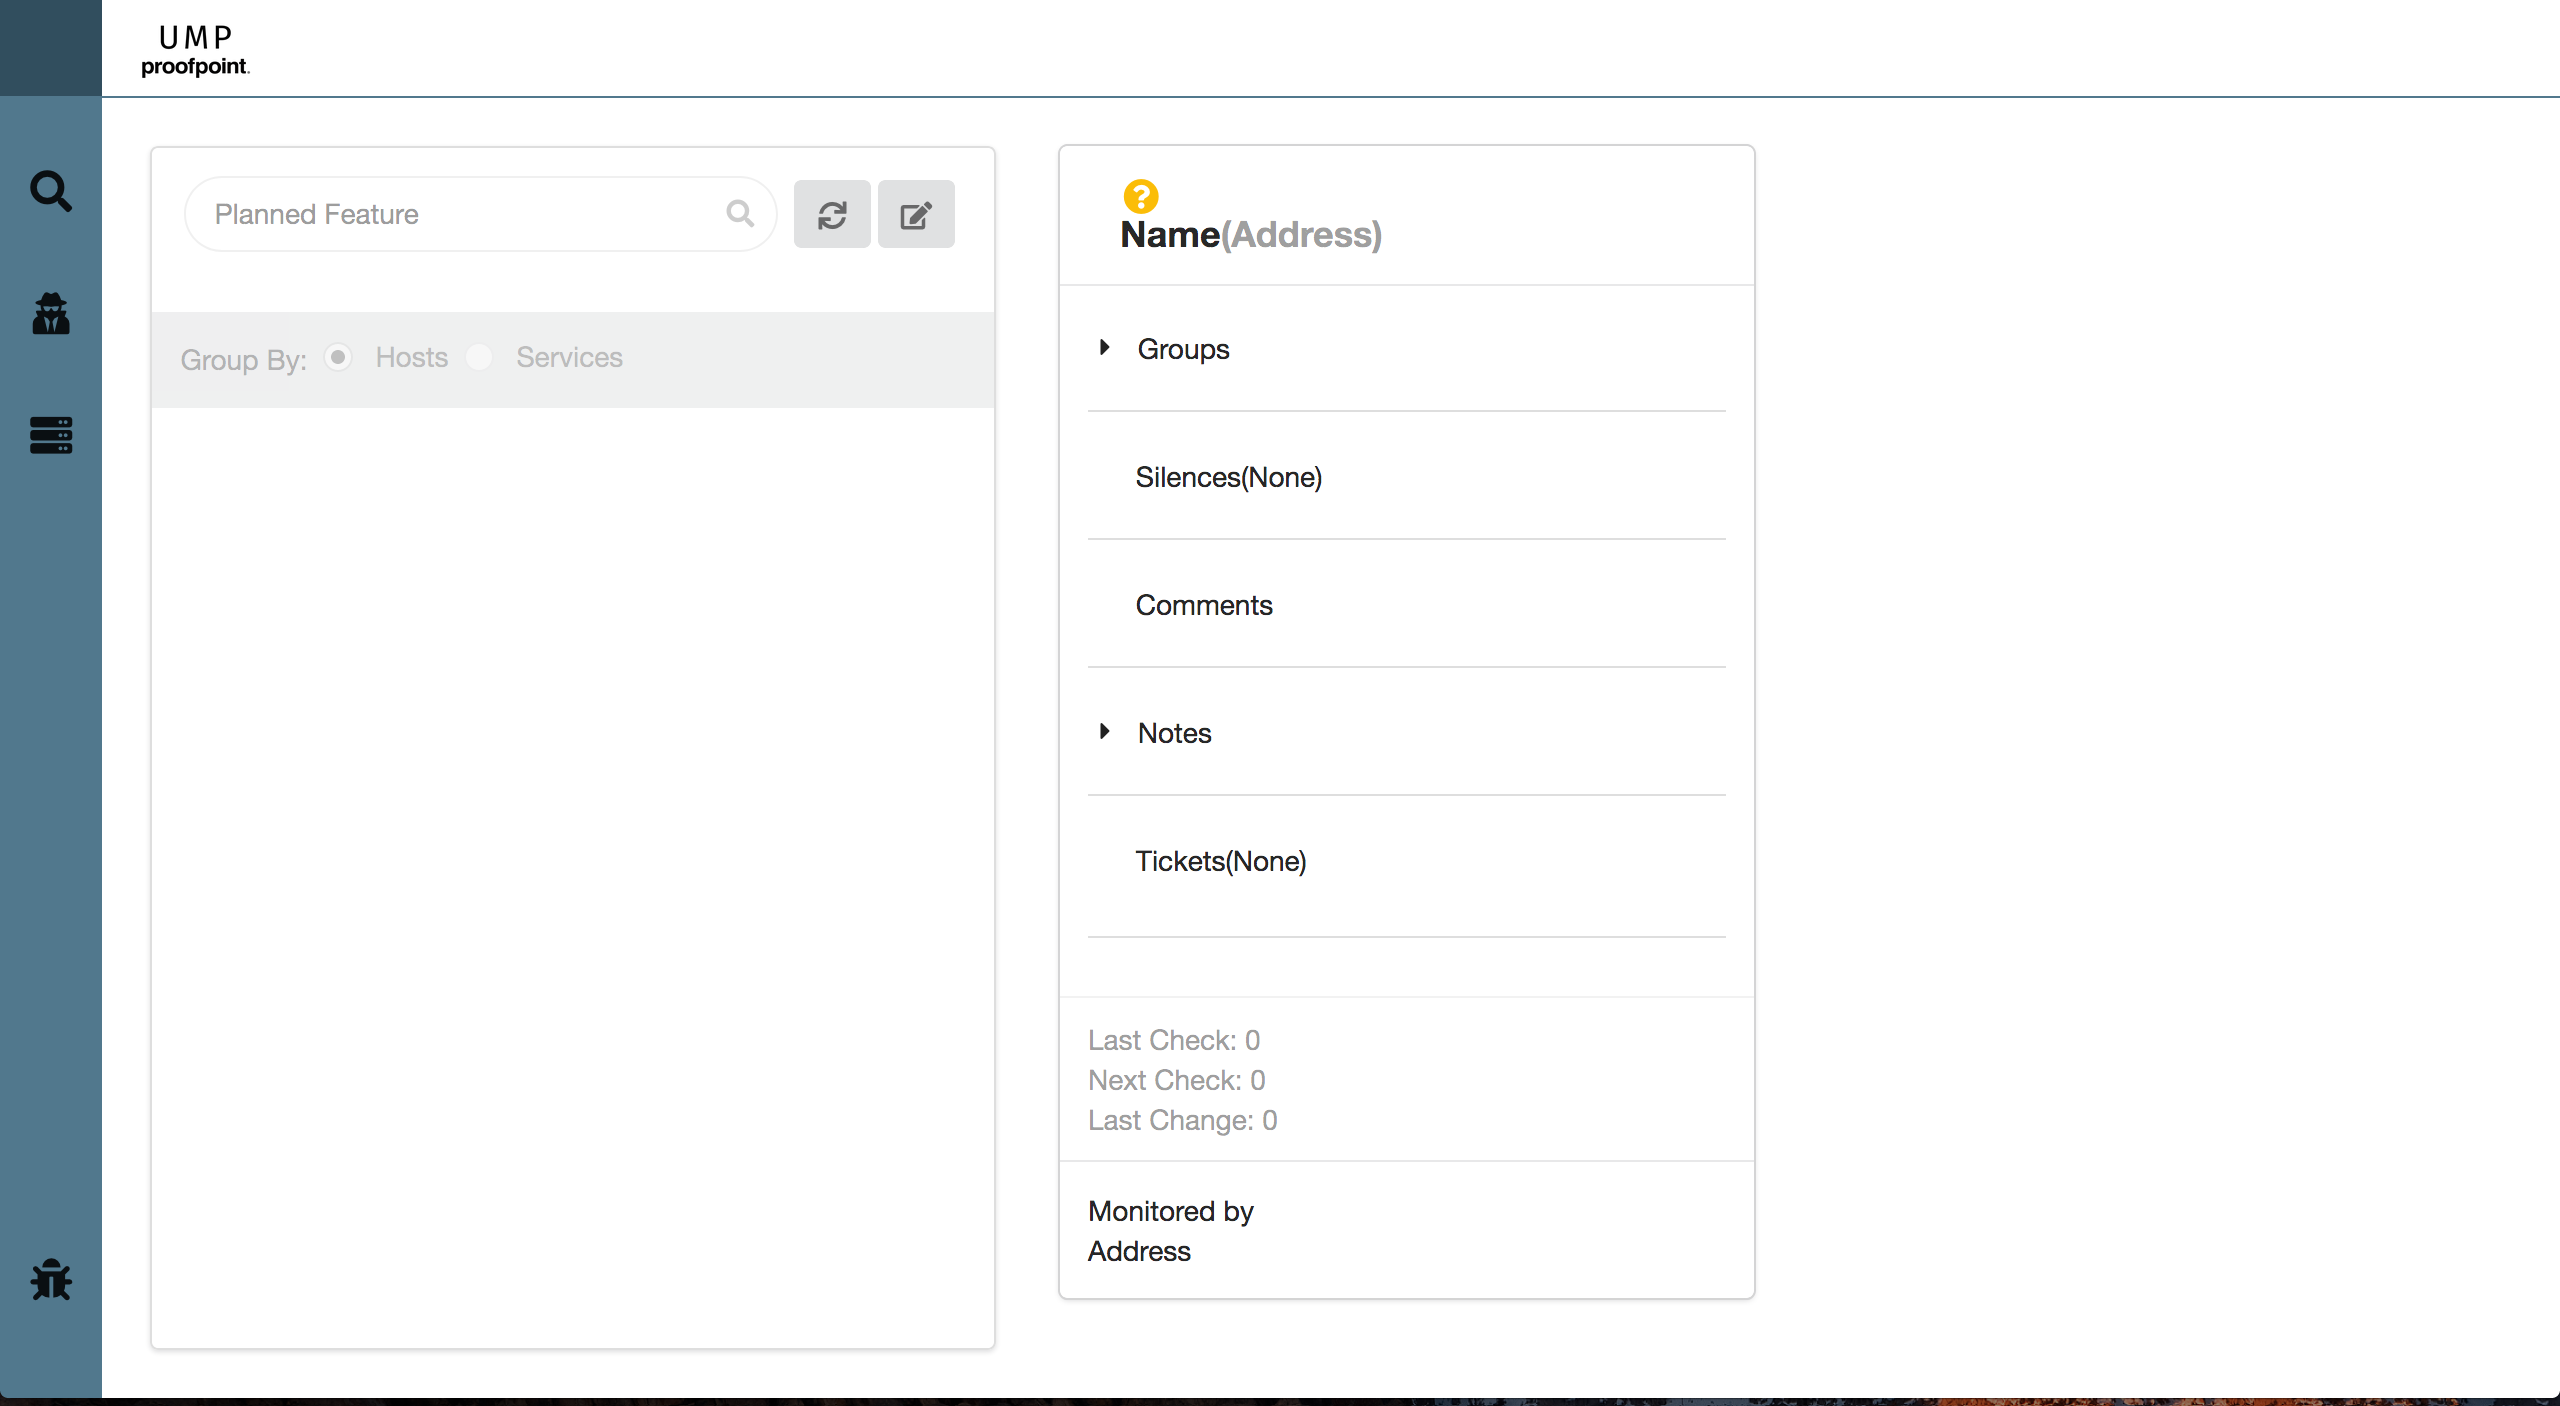 UMP
proofpoint.
Planned Feature
Group By: Hosts Services
?
Name(Address)
Groups
Silences(None)
Comments
Notes
Tickets(None)
Last Check: 0
Next Check: 0
Last Change: 0
Monitored by
Address